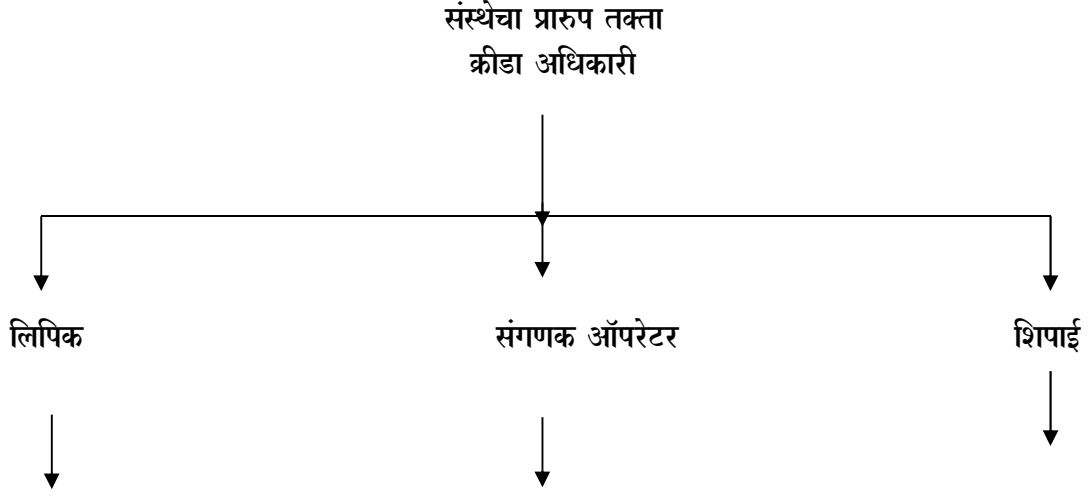 संस्थेचा प्रारुप तक्ता
क्रीडा अधिकारी
लिपिक
संगणक ऑपरेटर
शिपाई